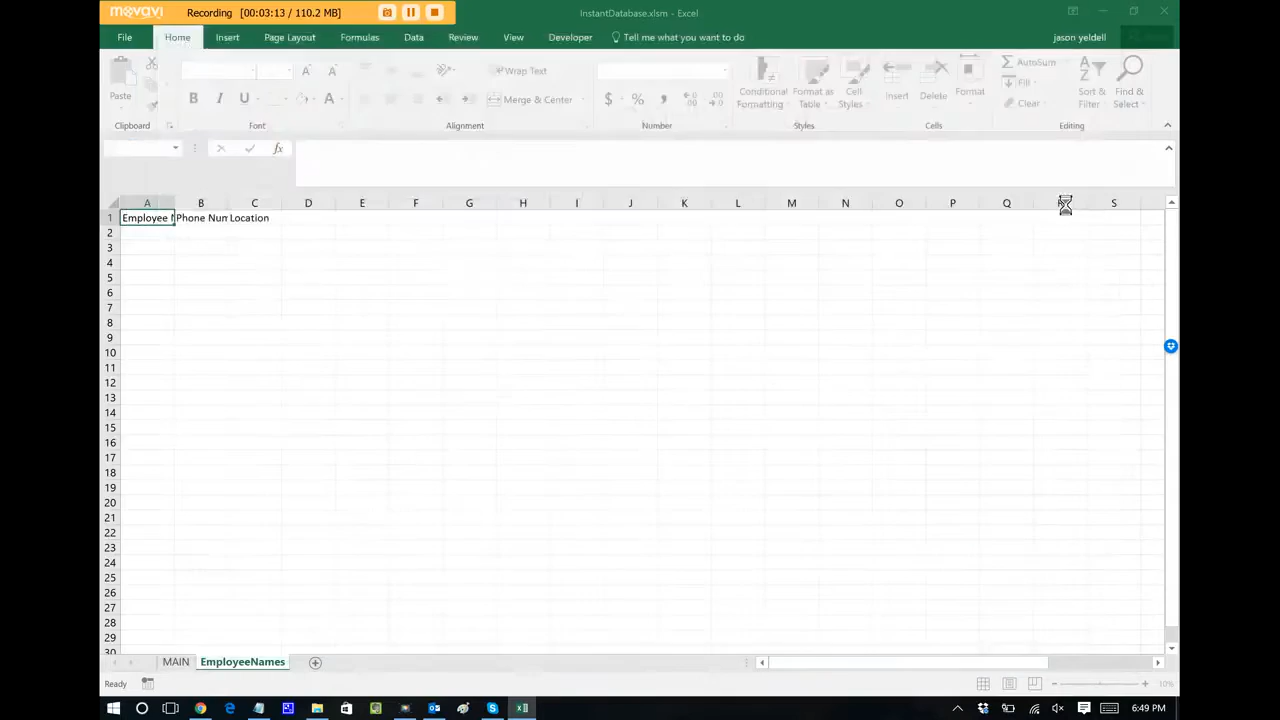 movavi Recording [00:03:13 / 110.2 MB] InstantDatabase.xlsm - Excel
File Home Insert Page Layout Formulas Data Review View Developer Tell me what you want to do jason yeldell
Paste Wrap Text Merge & Center $ % Conditional Formatting Format as Table Cell Styles Insert Delete Format AutoSum Fill Clear Sort & Filter Find & Select
B I U A
Clipboard Font Alignment Number Styles Cells Editing
fx
A B C D E F G H I J K L M N O P Q S
1 Employee N Phone Num Location
2
3
4
5
6
7
8
9
10
11
12
13
14
15
16
17
18
19
20
21
22
23
24
25
26
27
28
29
30
MAIN EmployeeNames
Ready 10%
6:49 PM